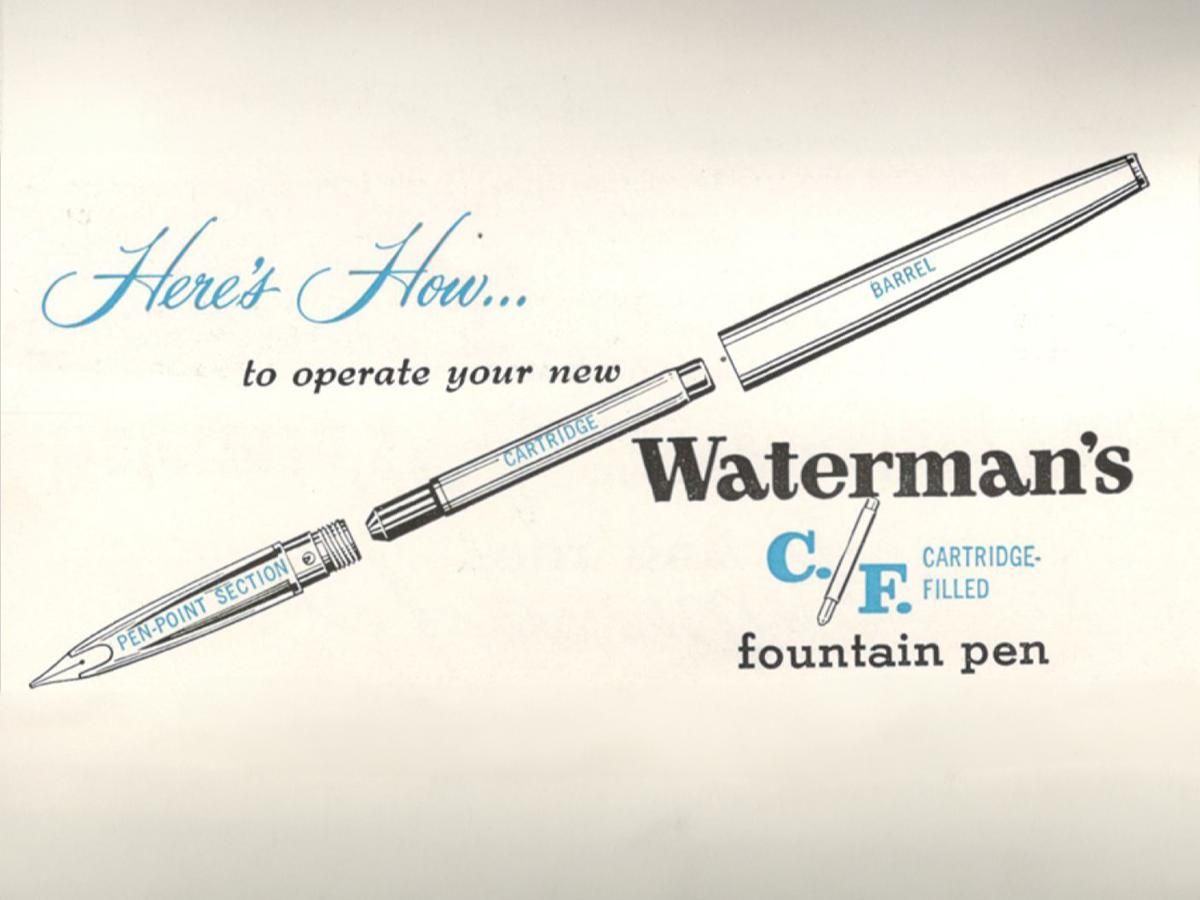 Here's How...
to operate your new
BARREL
CARTRIDGE
PEN-POINT SECTION
Waterman's
C. F.
CARTRIDGE-
FILLED
fountain pen